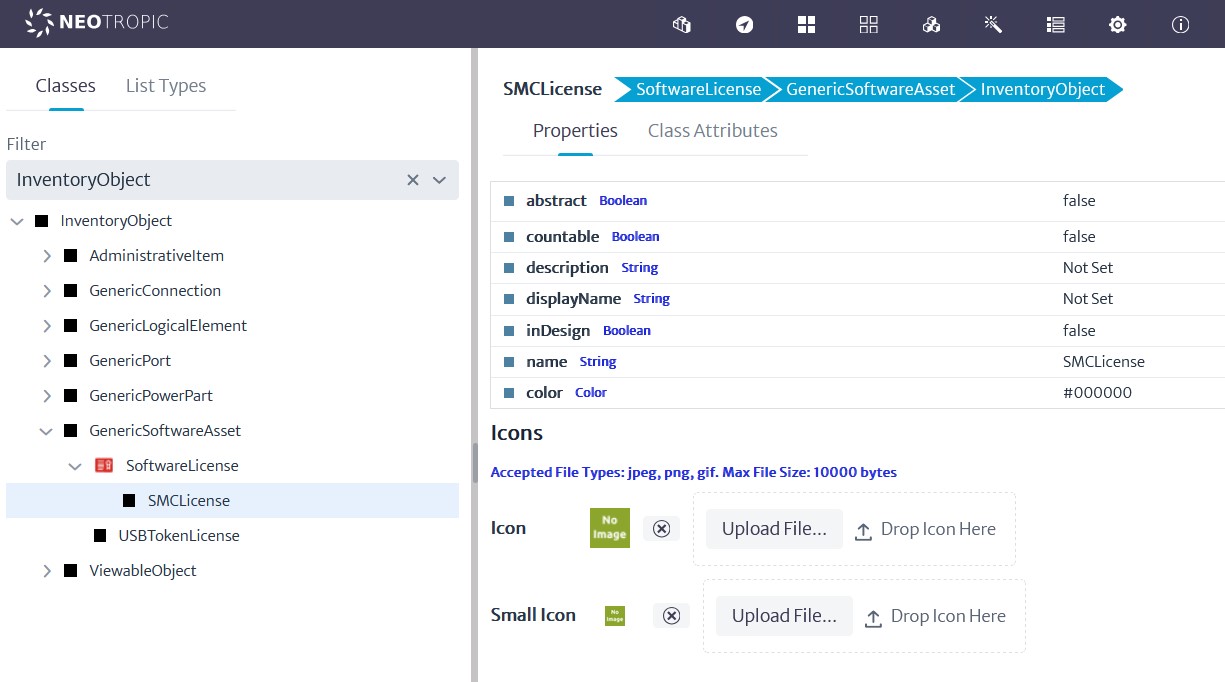 NEOTROPIC
Classes List Types
Filter
InventoryObject
InventoryObject
AdministrativeItem
GenericConnection
GenericLogicalElement
GenericPort
GenericPowerPart
GenericSoftwareAsset
SoftwareLicense
SMCLicense
USBTokenLicense
ViewableObject
SMCLicense SoftwareLicense GenericSoftwareAsset InventoryObject
Properties Class Attributes
abstract Boolean false
countable Boolean false
description String Not Set
displayName String Not Set
inDesign Boolean false
name String SMCLicense
color Color #000000
Icons
Accepted File Types: jpeg, png, gif. Max File Size: 10000 bytes
Icon No Image Upload File... Drop Icon Here
Small Icon No Image Upload File... Drop Icon Here